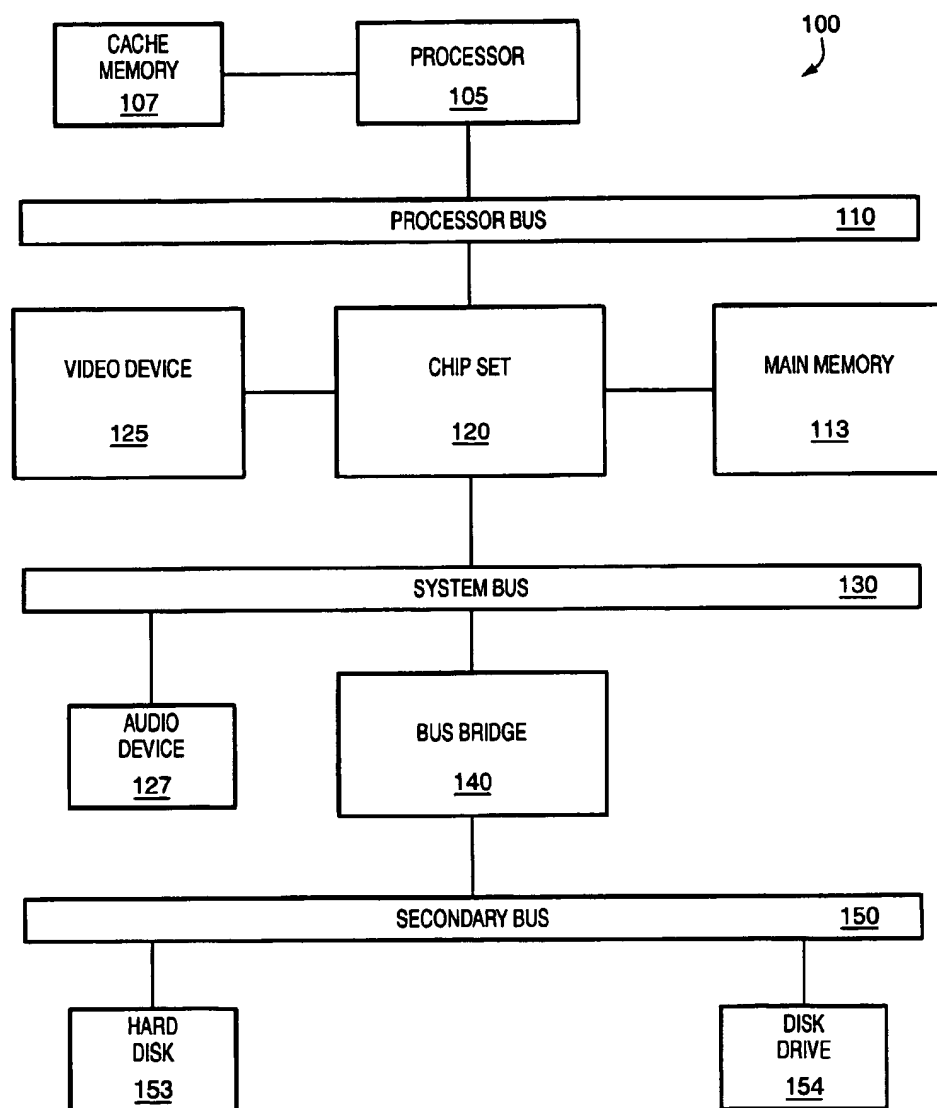 100
CACHE
MEMORY
107
PROCESSOR
105
PROCESSOR BUS 110
VIDEO DEVICE
125
CHIP SET
120
MAIN MEMORY
113
SYSTEM BUS 130
AUDIO
DEVICE
127
BUS BRIDGE
140
SECONDARY BUS 150
HARD
DISK
153
DISK
DRIVE
154